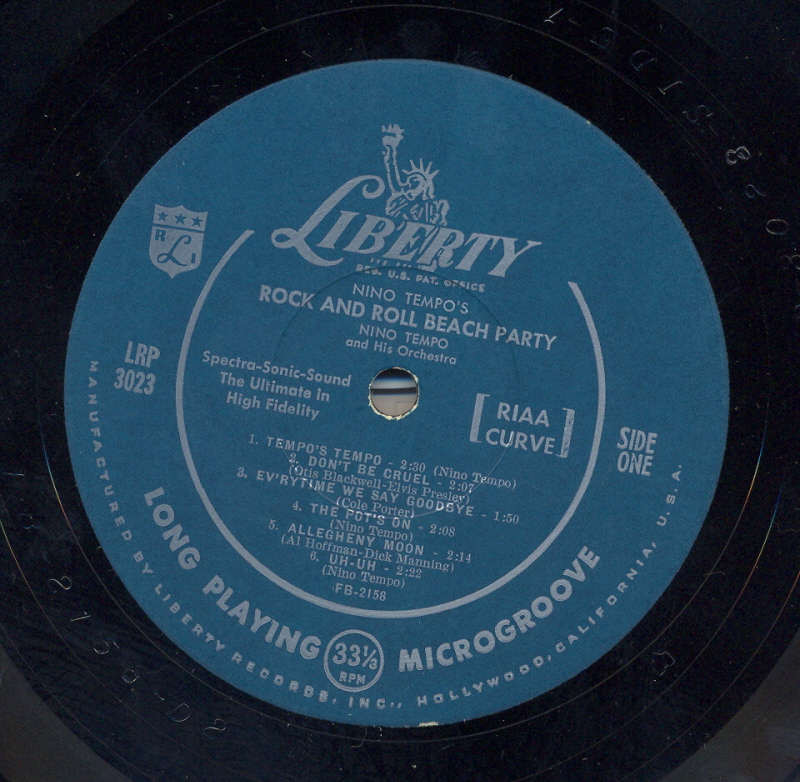 LIBERTY
REG. U.S. PAT. OFFICE
R L I
NINO TEMPO'S
ROCK AND ROLL BEACH PARTY
NINO TEMPO
and His Orchestra
LRP
3023
Spectra-Sonic-Sound
The Ultimate in
High Fidelity
[RIAA
CURVE]
SIDE
ONE
1. TEMPO'S TEMPO - 2:30 (Nino Tempo)
2. DON'T BE CRUEL - 2:07
(Otis Blackwell-Elvis Presley)
3. EV'RYTIME WE SAY GOODBYE - 1:50
(Cole Porter)
4. THE POT'S ON - 2:08
(Nino Tempo)
5. ALLEGHENY MOON - 2:14
(Al Hoffman-Dick Manning)
6. UH-UH - 2:22
(Nino Tempo)
FB-2158
LONG PLAYING 33⅓ RPM MICROGROOVE
MANUFACTURED BY LIBERTY RECORDS, INC., HOLLYWOOD, CALIFORNIA, U.S.A.
2158-D2